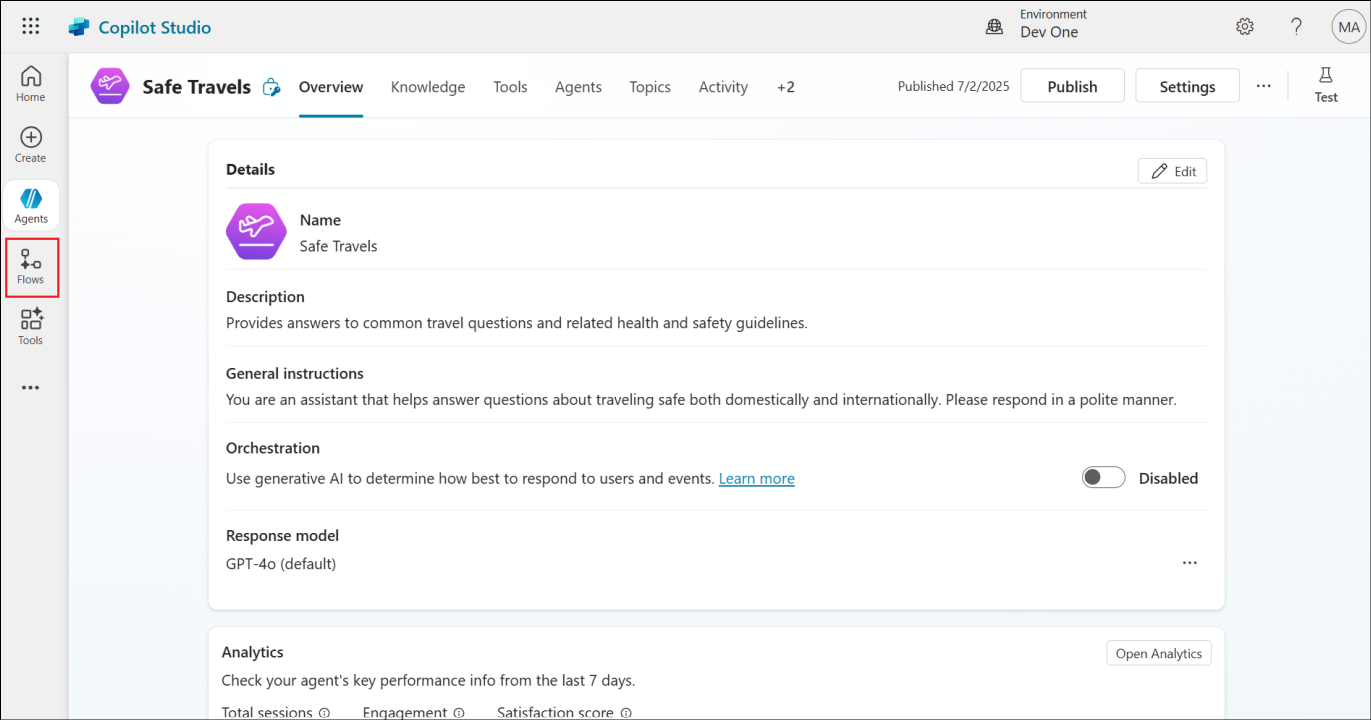 Copilot Studio
Environment
Dev One
?
MA
Home
Create
Agents
Flows
Tools
Safe Travels
Overview
Knowledge
Tools
Agents
Topics
Activity
+2
Published 7/2/2025
Publish
Settings
Test
Details
Edit
Name
Safe Travels
Description
Provides answers to common travel questions and related health and safety guidelines.
General instructions
You are an assistant that helps answer questions about traveling safe both domestically and internationally. Please respond in a polite manner.
Orchestration
Use generative AI to determine how best to respond to users and events. Learn more
Disabled
Response model
GPT-4o (default)
Analytics
Open Analytics
Check your agent's key performance info from the last 7 days.
Total sessions
Engagement
Satisfaction score